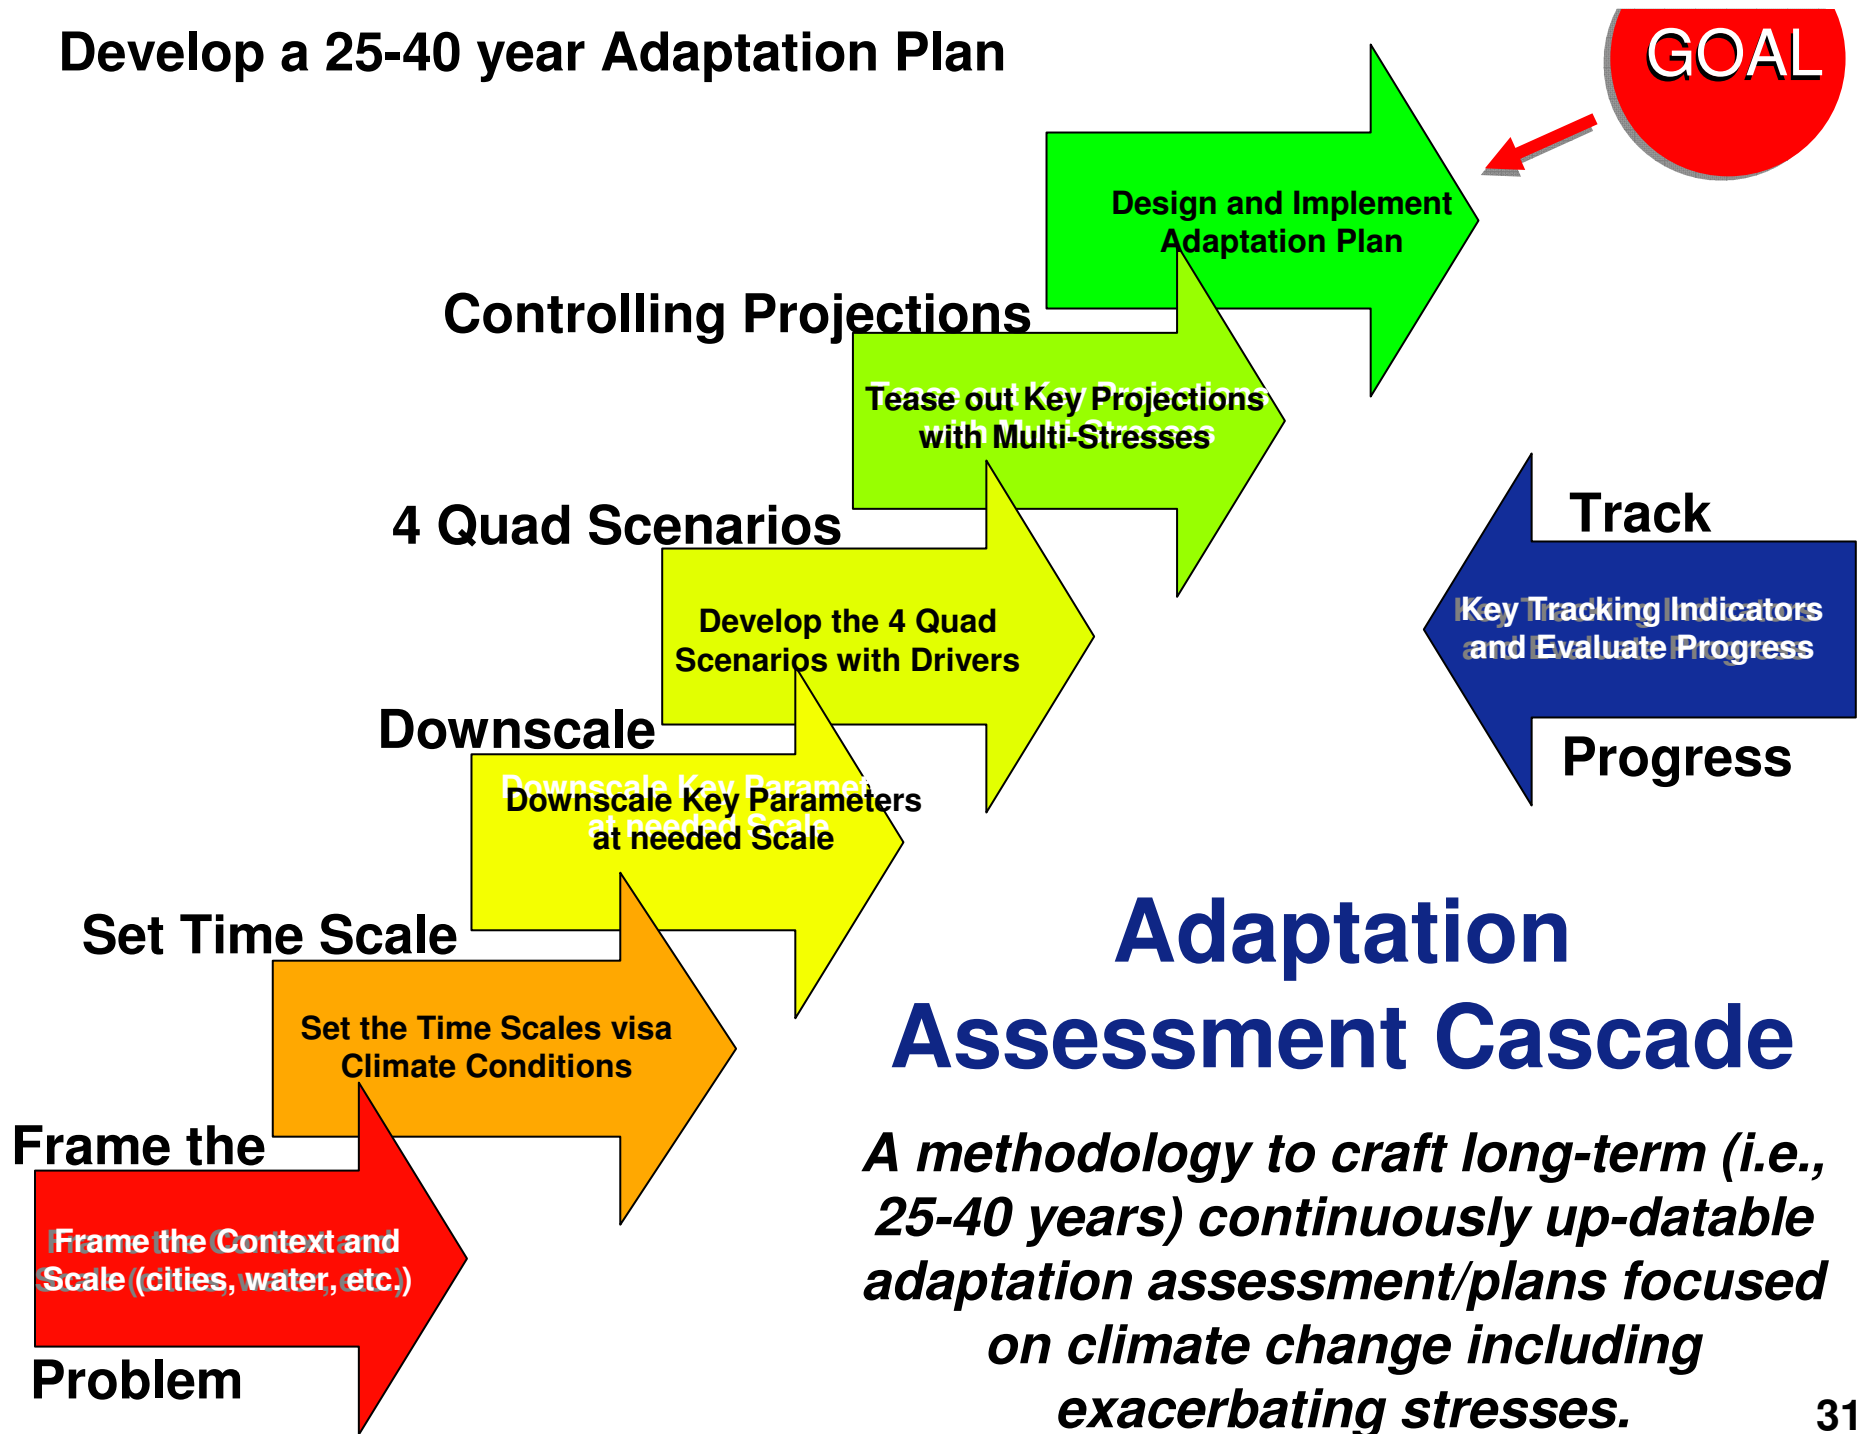 Develop a 25-40 year Adaptation Plan
GOAL
Design and Implement
Adaptation Plan
Controlling Projections
Tease out Key Projections
with Multi-Stresses
4 Quad Scenarios
Develop the 4 Quad
Scenarios with Drivers
Track
Key Tracking Indicators
and Evaluate Progress
Progress
Downscale
Downscale Key Parameters
at needed Scale
Set Time Scale
Set the Time Scales visa
Climate Conditions
Frame the
Frame the Context and
Scale (cities, water, etc.)
Problem
Adaptation
Assessment Cascade
A methodology to craft long-term (i.e.,
25-40 years) continuously up-datable
adaptation assessment/plans focused
on climate change including
exacerbating stresses.
31